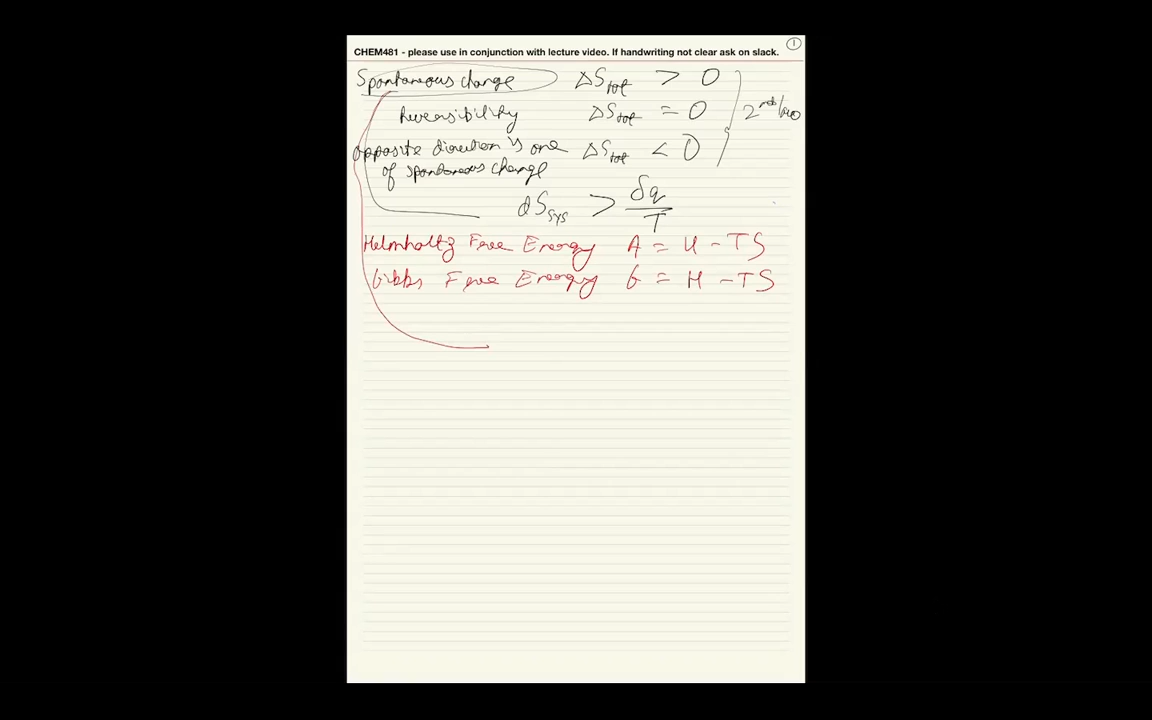 1
CHEM481 - please use in conjunction with lecture video. If handwriting not clear ask on slack.
Spontaneous change ΔS_tot > 0
Reversibility ΔS_tot = 0
2nd law
Opposite direction is one of spontaneous change ΔS_tot < 0
dS_sys > δq/T
Helmholtz Free Energy A = U - TS
Gibbs Free Energy G = H - TS